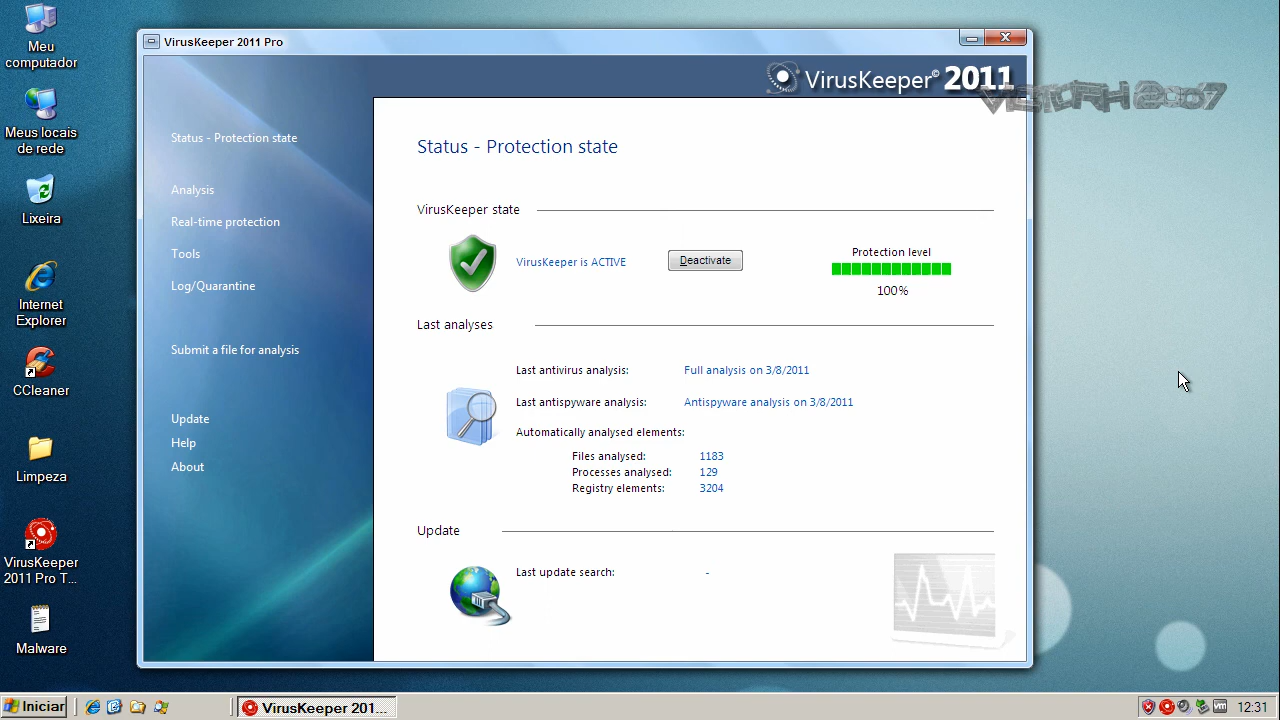 Meu
computador
Meus locais
de rede
Lixeira
Internet
Explorer
CCleaner
Limpeza
VirusKeeper
2011 Pro T...
Malware
VirusKeeper 2011 Pro
VirusKeeper© 2011
VICTORH 2007
Status - Protection state
Analysis
Real-time protection
Tools
Log/Quarantine
Submit a file for analysis
Update
Help
About
Status - Protection state
VirusKeeper state
VirusKeeper is ACTIVE
Deactivate
Protection level
100%
Last analyses
Last antivirus analysis: Full analysis on 3/8/2011
Last antispyware analysis: Antispyware analysis on 3/8/2011
Automatically analysed elements:
Files analysed: 1183
Processes analysed: 129
Registry elements: 3204
Update
Last update search: -
Iniciar
VirusKeeper 201...
vm
12:31